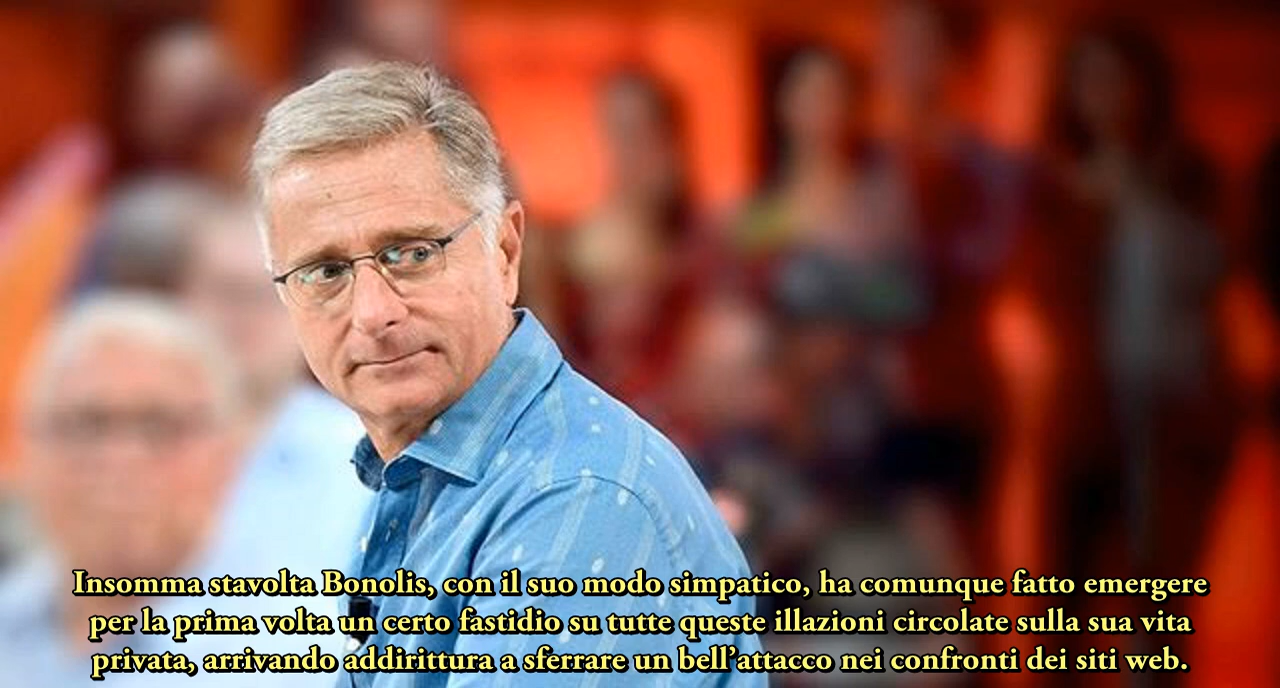 Insomma stavolta Bonolis, con il suo modo simpatico, ha comunque fatto emergere
per la prima volta un certo fastidio su tutte queste illazioni circolate sulla sua vita
privata, arrivando addirittura a sferrare un bell’attacco nei confronti dei siti web.